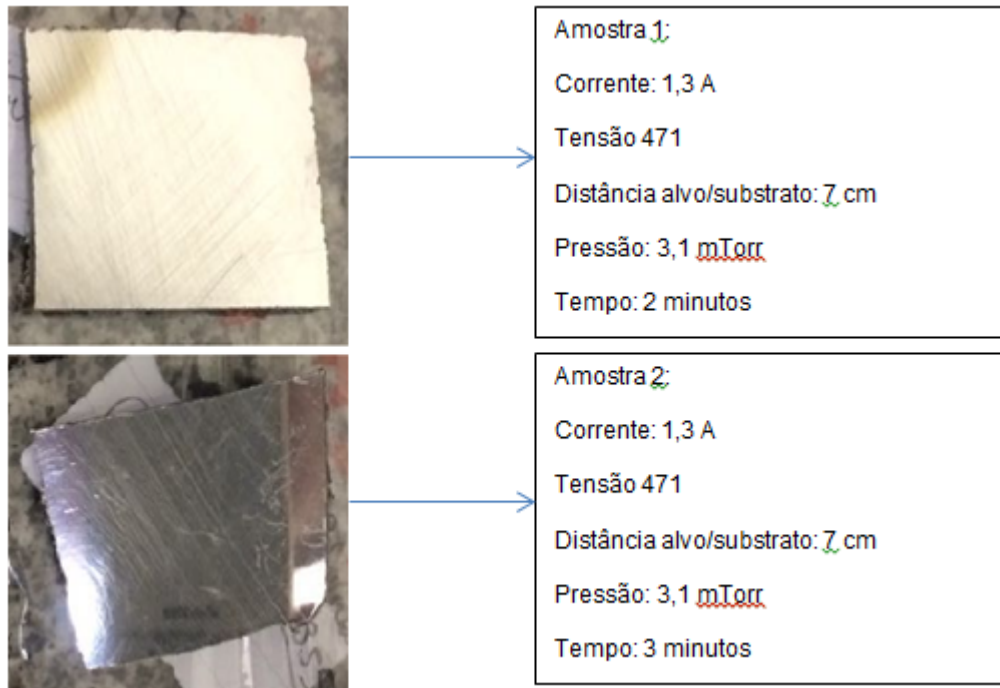 Amostra 1:
Corrente: 1,3 A
Tensão 471
Distância alvo/substrato: 7 cm
Pressão: 3,1 mTorr
Tempo: 2 minutos
Amostra 2:
Corrente: 1,3 A
Tensão 471
Distância alvo/substrato: 7 cm
Pressão: 3,1 mTorr
Tempo: 3 minutos